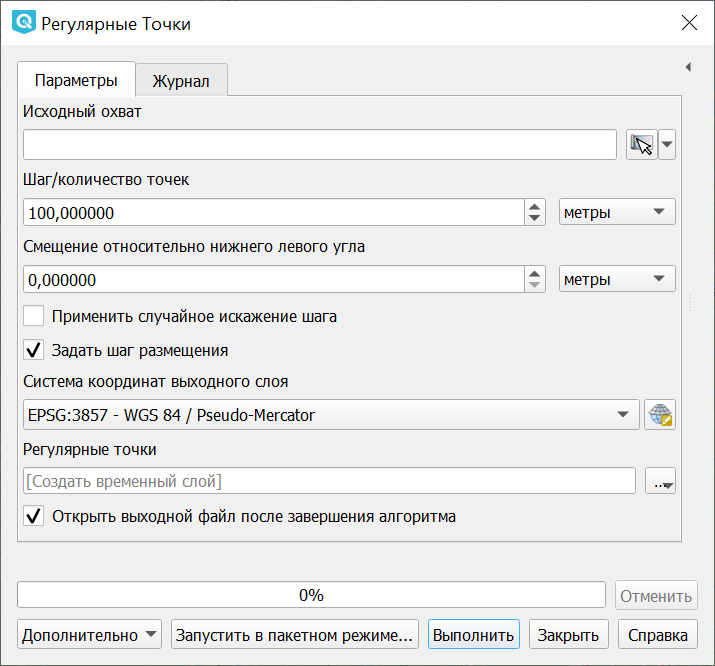 Регулярные Точки
Параметры
Журнал
Исходный охват
Шаг/количество точек
100,000000
метры
Смещение относительно нижнего левого угла
0,000000
метры
Применить случайное искажение шага
Задать шаг размещения
Система координат выходного слоя
EPSG:3857 - WGS 84 / Pseudo-Mercator
Регулярные точки
[Создать временный слой]
...
Открыть выходной файл после завершения алгоритма
0%
Отменить
Дополнительно
Запустить в пакетном режиме...
Выполнить
Закрыть
Справка